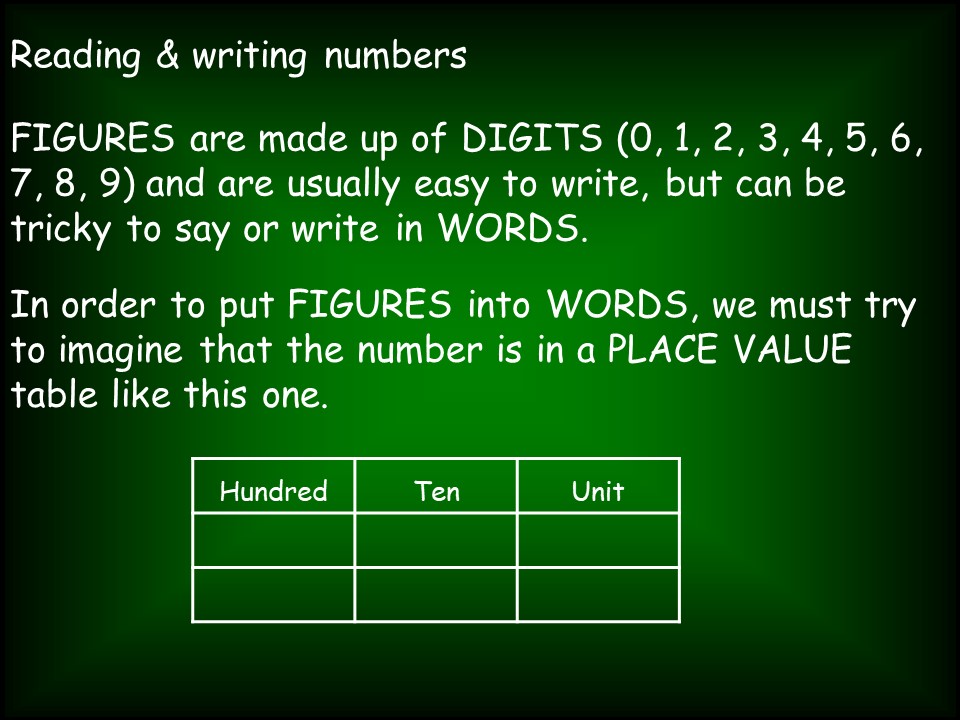 Reading & writing numbers
FIGURES are made up of DIGITS (0, 1, 2, 3, 4, 5, 6,
7, 8, 9) and are usually easy to write, but can be
tricky to say or write in WORDS.
In order to put FIGURES into WORDS, we must try
to imagine that the number is in a PLACE VALUE
table like this one.
Hundred Ten Unit